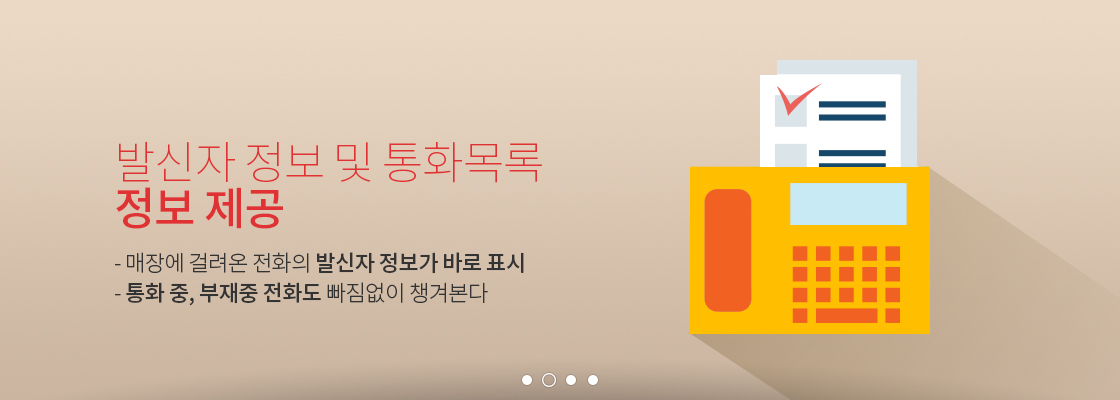 발신자 정보 및 통화목록
정보 제공
- 매장에 걸려온 전화의 발신자 정보가 바로 표시
- 통화 중, 부재중 전화도 빠짐없이 챙겨본다